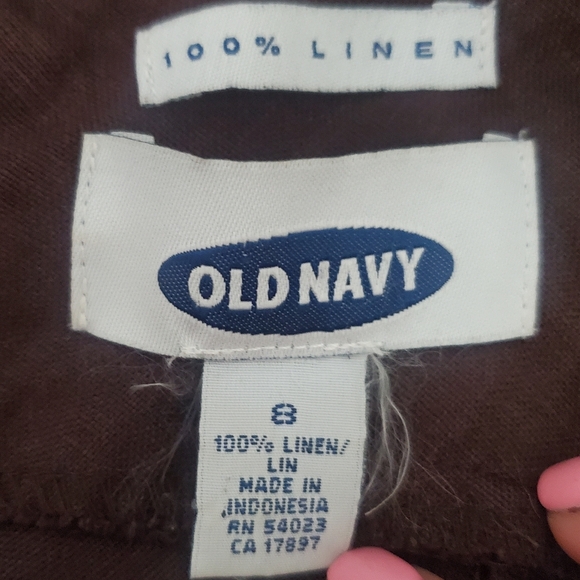 100% LINEN
OLD NAVY
8
100% LINEN/
LIN
MADE IN
INDONESIA
RN 54023
CA 17897